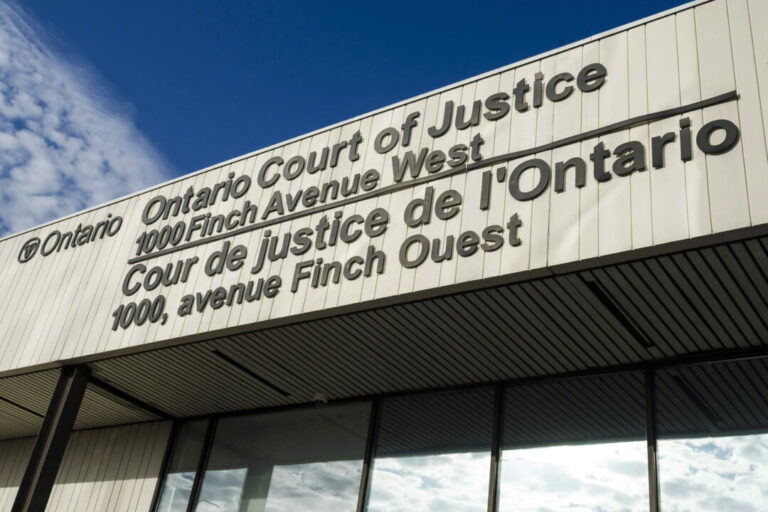 Ontario
Ontario Court of Justice
1000 Finch Avenue West
Cour de justice de l'Ontario
1000, avenue Finch Ouest